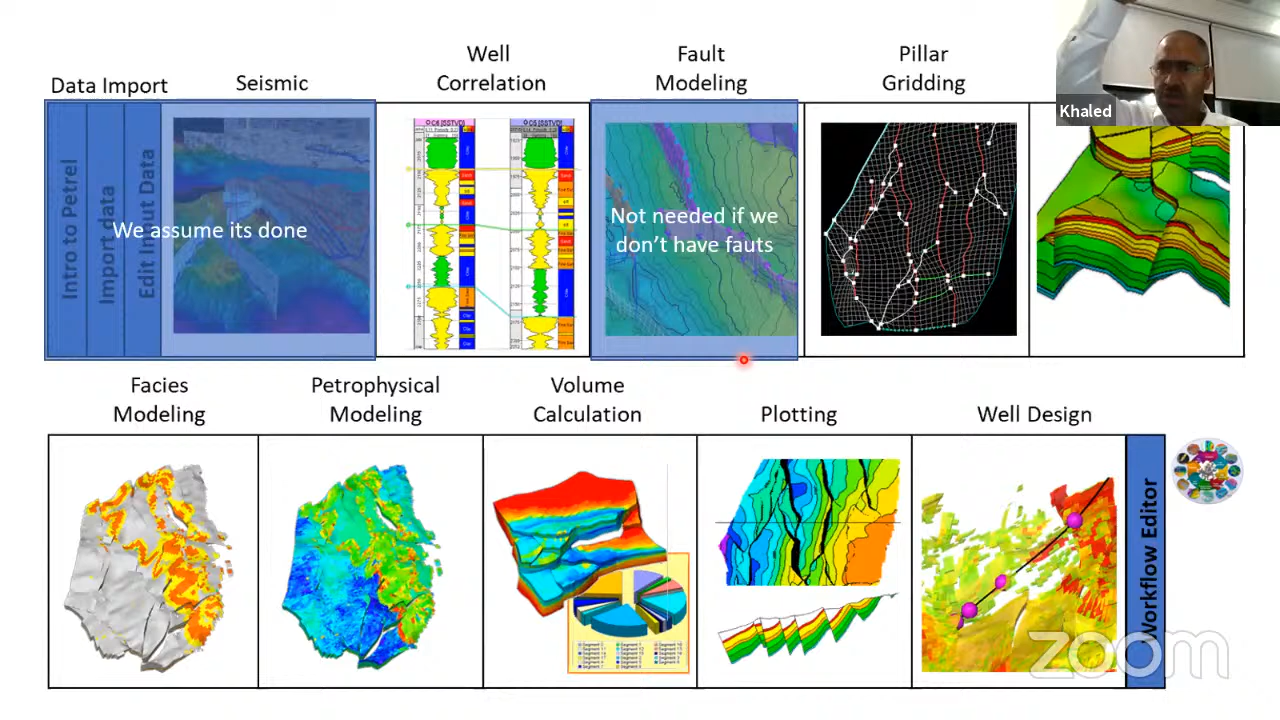 Data Import
Seismic
Well
Correlation
Fault
Modeling
Pillar
Gridding
Khaled
Intro to Petrel
Import data
Edit Input Data
We assume its done
Not needed if we
don't have fauts
Facies
Modeling
Petrophysical
Modeling
Volume
Calculation
Plotting
Well Design
Workflow Editor
zoom